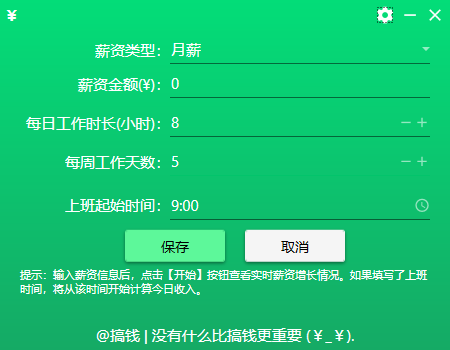 ¥
薪资类型： 月薪
薪资金额(¥)： 0
每日工作时长(小时)： 8
每周工作天数： 5
上班起始时间： 9:00
保存 取消
提示：输入薪资信息后，点击【开始】按钮查看实时薪资增长情况。如果填写了上班
时间，将从该时间开始计算今日收入。
@搞钱 | 没有什么比搞钱更重要 (￥_￥).